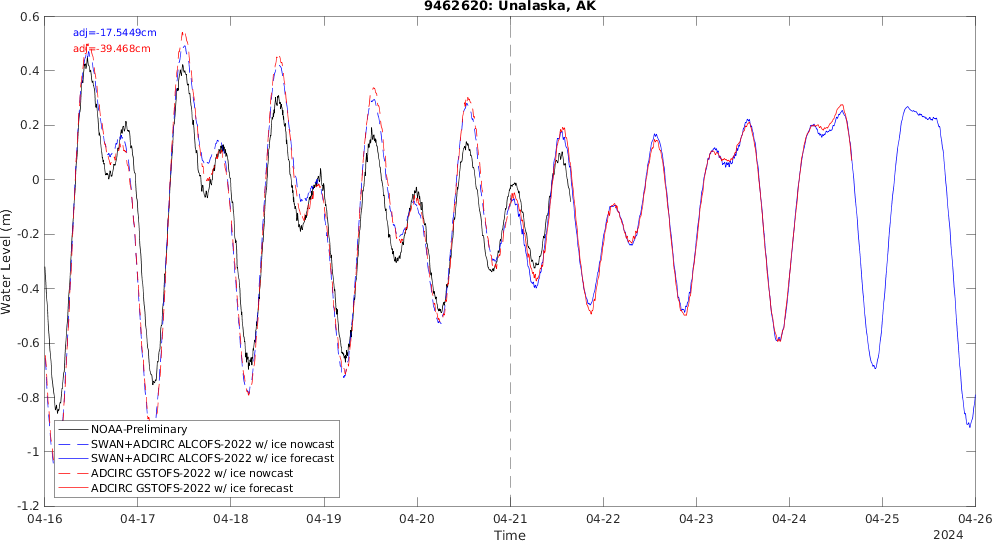 9462620: Unalaska, AK
adj=-17.5449cm
adj=-39.468cm
0.6
0.4
0.2
0
-0.2
-0.4
-0.6
-0.8
-1
-1.2
Water Level (m)
NOAA-Preliminary
SWAN+ADCIRC ALCOFS-2022 w/ ice nowcast
SWAN+ADCIRC ALCOFS-2022 w/ ice forecast
ADCIRC GSTOFS-2022 w/ ice nowcast
ADCIRC GSTOFS-2022 w/ ice forecast
04-16 04-17 04-18 04-19 04-20 04-21 04-22 04-23 04-24 04-25 04-26
Time
2024